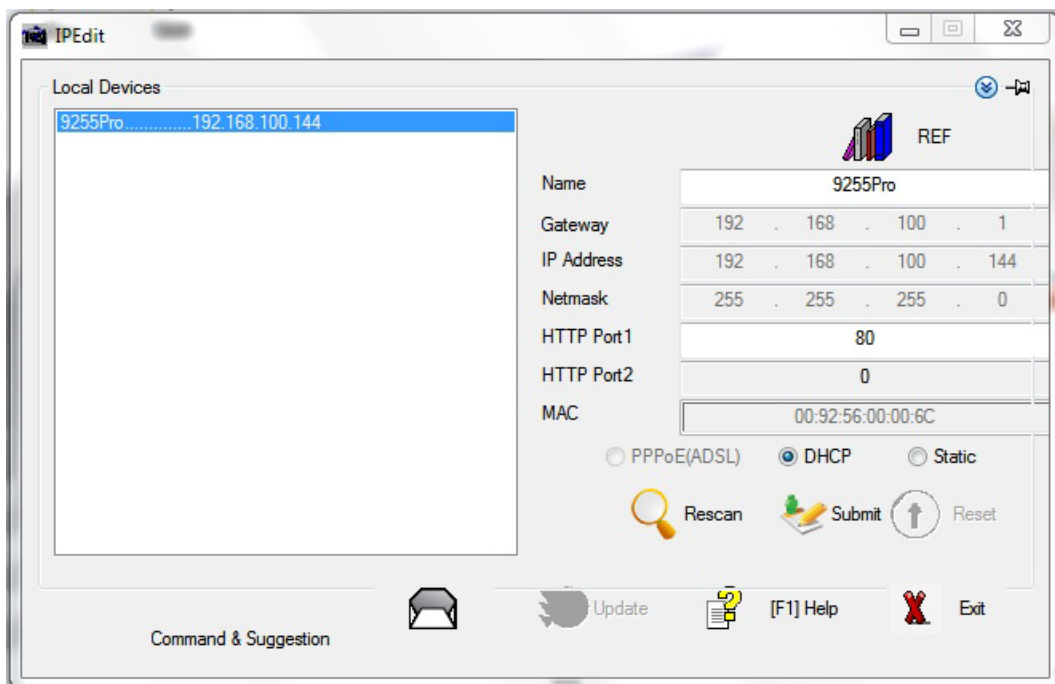 IPEdit
Local Devices
9255Pro..............192.168.100.144
REF
Name 9255Pro
Gateway 192 . 168 . 100 . 1
IP Address 192 . 168 . 100 . 144
Netmask 255 . 255 . 255 . 0
HTTP Port1 80
HTTP Port2 0
MAC 00:92:56:00:00:6C
PPPoE(ADSL) DHCP Static
Rescan Submit Reset
Update [F1] Help Exit
Command & Suggestion